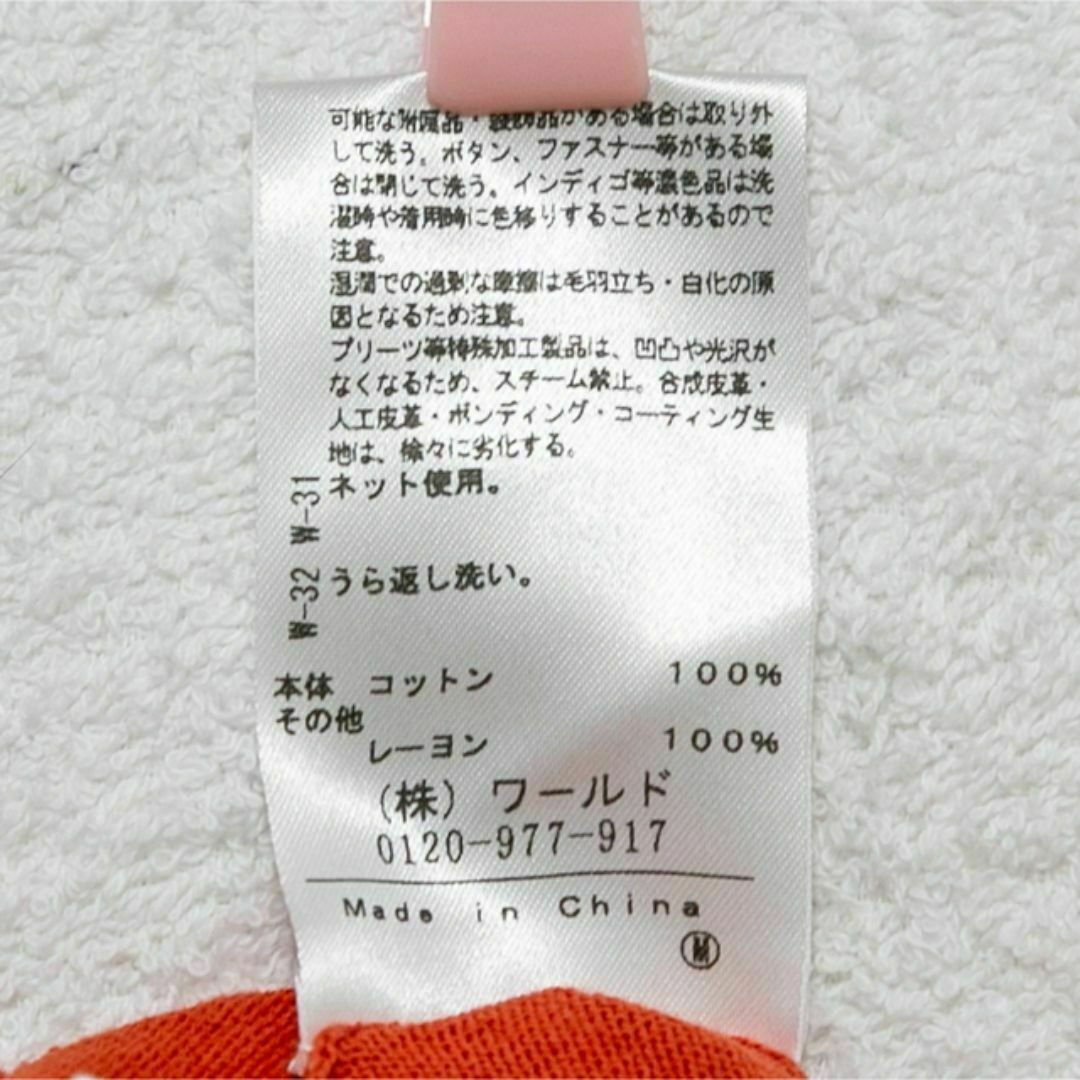 可能な附属品・装飾品がある場合は取り外
して洗う。ボタン、ファスナー等がある場
合は閉じて洗う。インディゴ等濃色品は洗
濯時や着用時に色移りすることがあるので
注意。
湿潤での過剰な摩擦は毛羽立ち・白化の原
因となるため注意。
プリーツ等特殊加工製品は、凹凸や光沢が
なくなるため、スチーム禁止。合成皮革・
人工皮革・ボンディング・コーティング生
地は、徐々に劣化する。
W-31 ネット使用。
W-32 うら返し洗い。
本体 コットン 100%
その他
レーヨン 100%
(株) ワールド
0120-977-917
Made in China
M